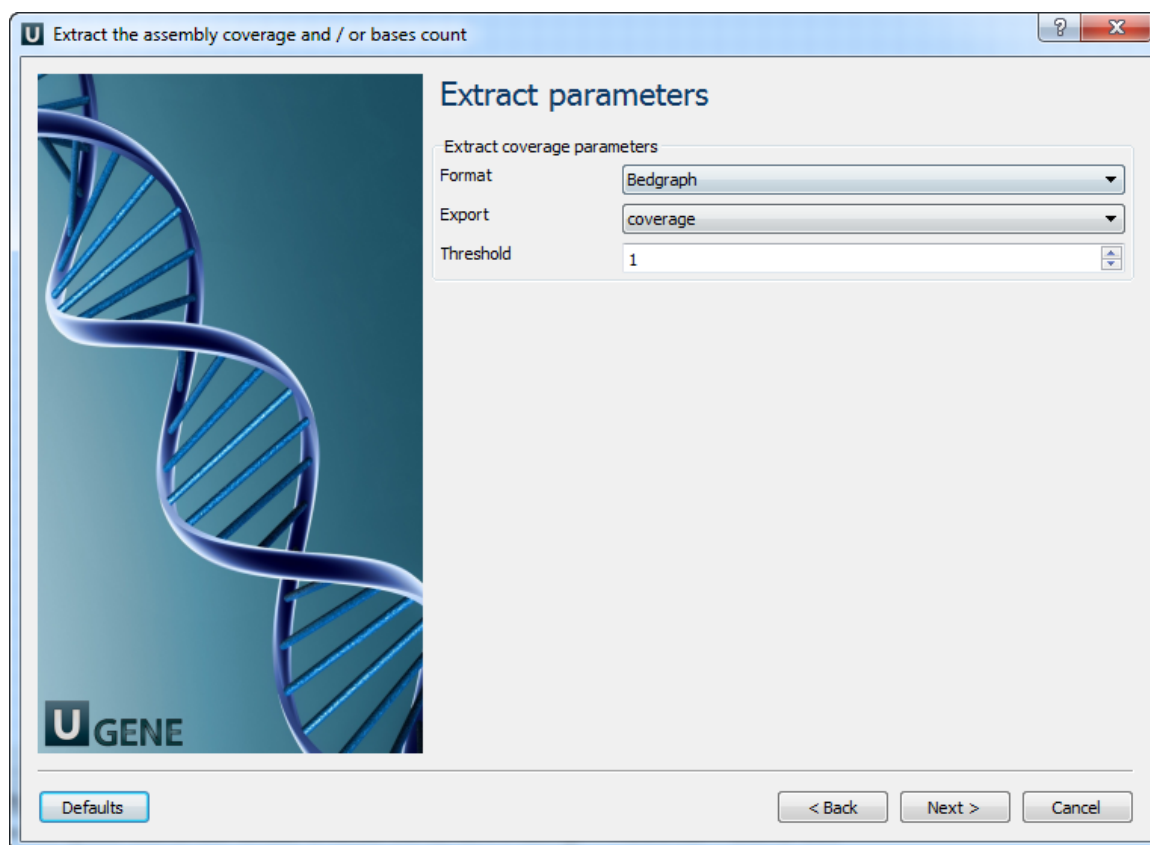 U Extract the assembly coverage and / or bases count
?
X
Extract parameters
Extract coverage parameters
Format Bedgraph
Export coverage
Threshold 1
U GENE
Defaults < Back Next > Cancel